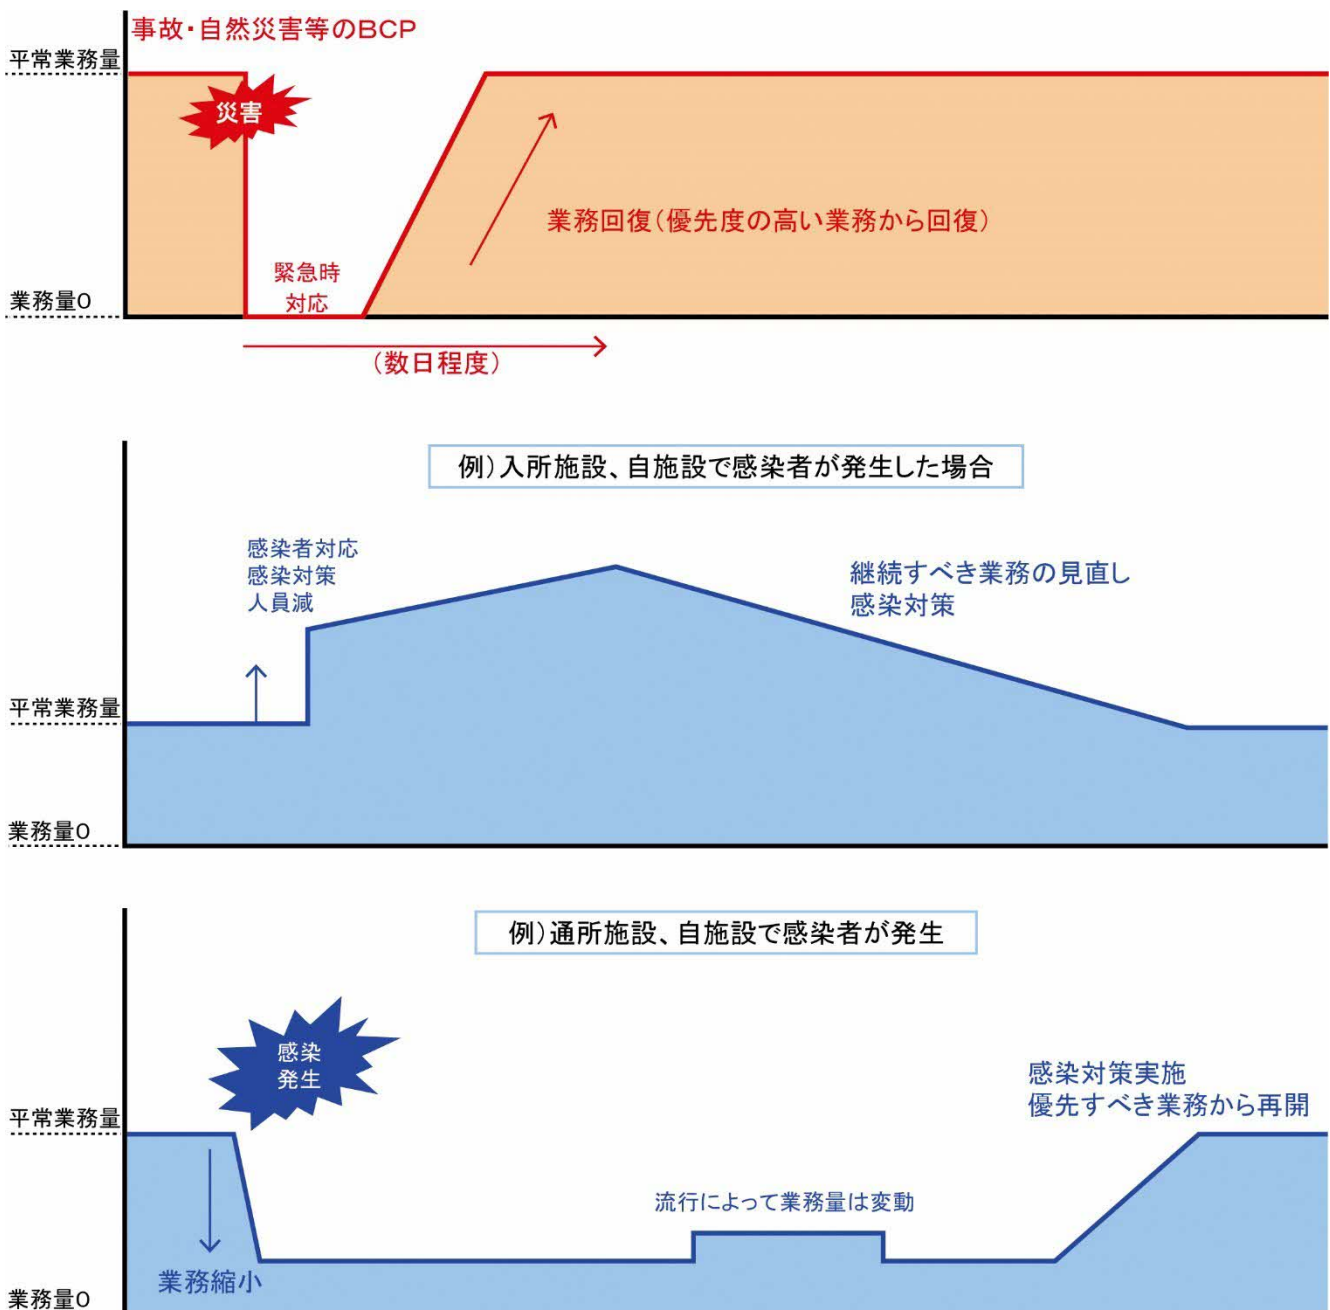 事故・自然災害等のBCP
平常業務量
災害
業務回復(優先度の高い業務から回復)
緊急時
対応
業務量0
(数日程度)
例)入所施設、自施設で感染者が発生した場合
感染者対応
感染対策
人員減
継続すべき業務の見直し
感染対策
平常業務量
業務量0
例)通所施設、自施設で感染者が発生
感染
発生
感染対策実施
優先すべき業務から再開
平常業務量
流行によって業務量は変動
業務縮小
業務量0